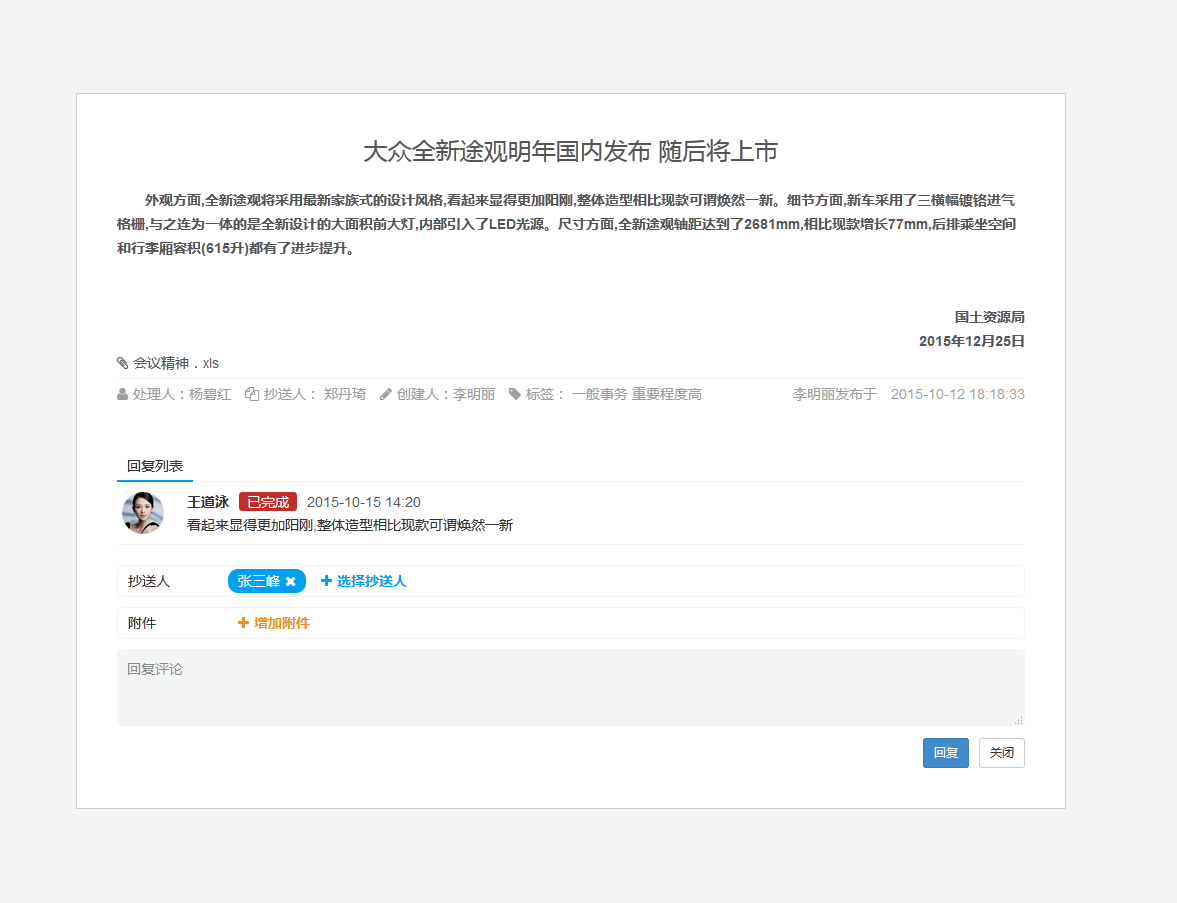 大众全新途观明年国内发布 随后将上市
外观方面,全新途观将采用最新家族式的设计风格,看起来显得更加阳刚,整体造型相比现款可谓焕然一新。细节方面,新车采用了三横幅镀铬进气
格栅,与之连为一体的是全新设计的大面积前大灯,内部引入了LED光源。尺寸方面,全新途观轴距达到了2681mm,相比现款增长77mm,后排乘坐空间
和行李厢容积(615升)都有了进步提升。
国土资源局
2015年12月25日
会议精神．xls
处理人：杨碧红 抄送人： 郑丹琦 创建人：李明丽 标签： 一般事务 重要程度高 李明丽发布于 2015-10-12 18:18:33
回复列表
王道泳 已完成 2015-10-15 14:20
看起来显得更加阳刚,整体造型相比现款可谓焕然一新
抄送人 张三峰 选择抄送人
附件 增加附件
回复评论
回复 关闭